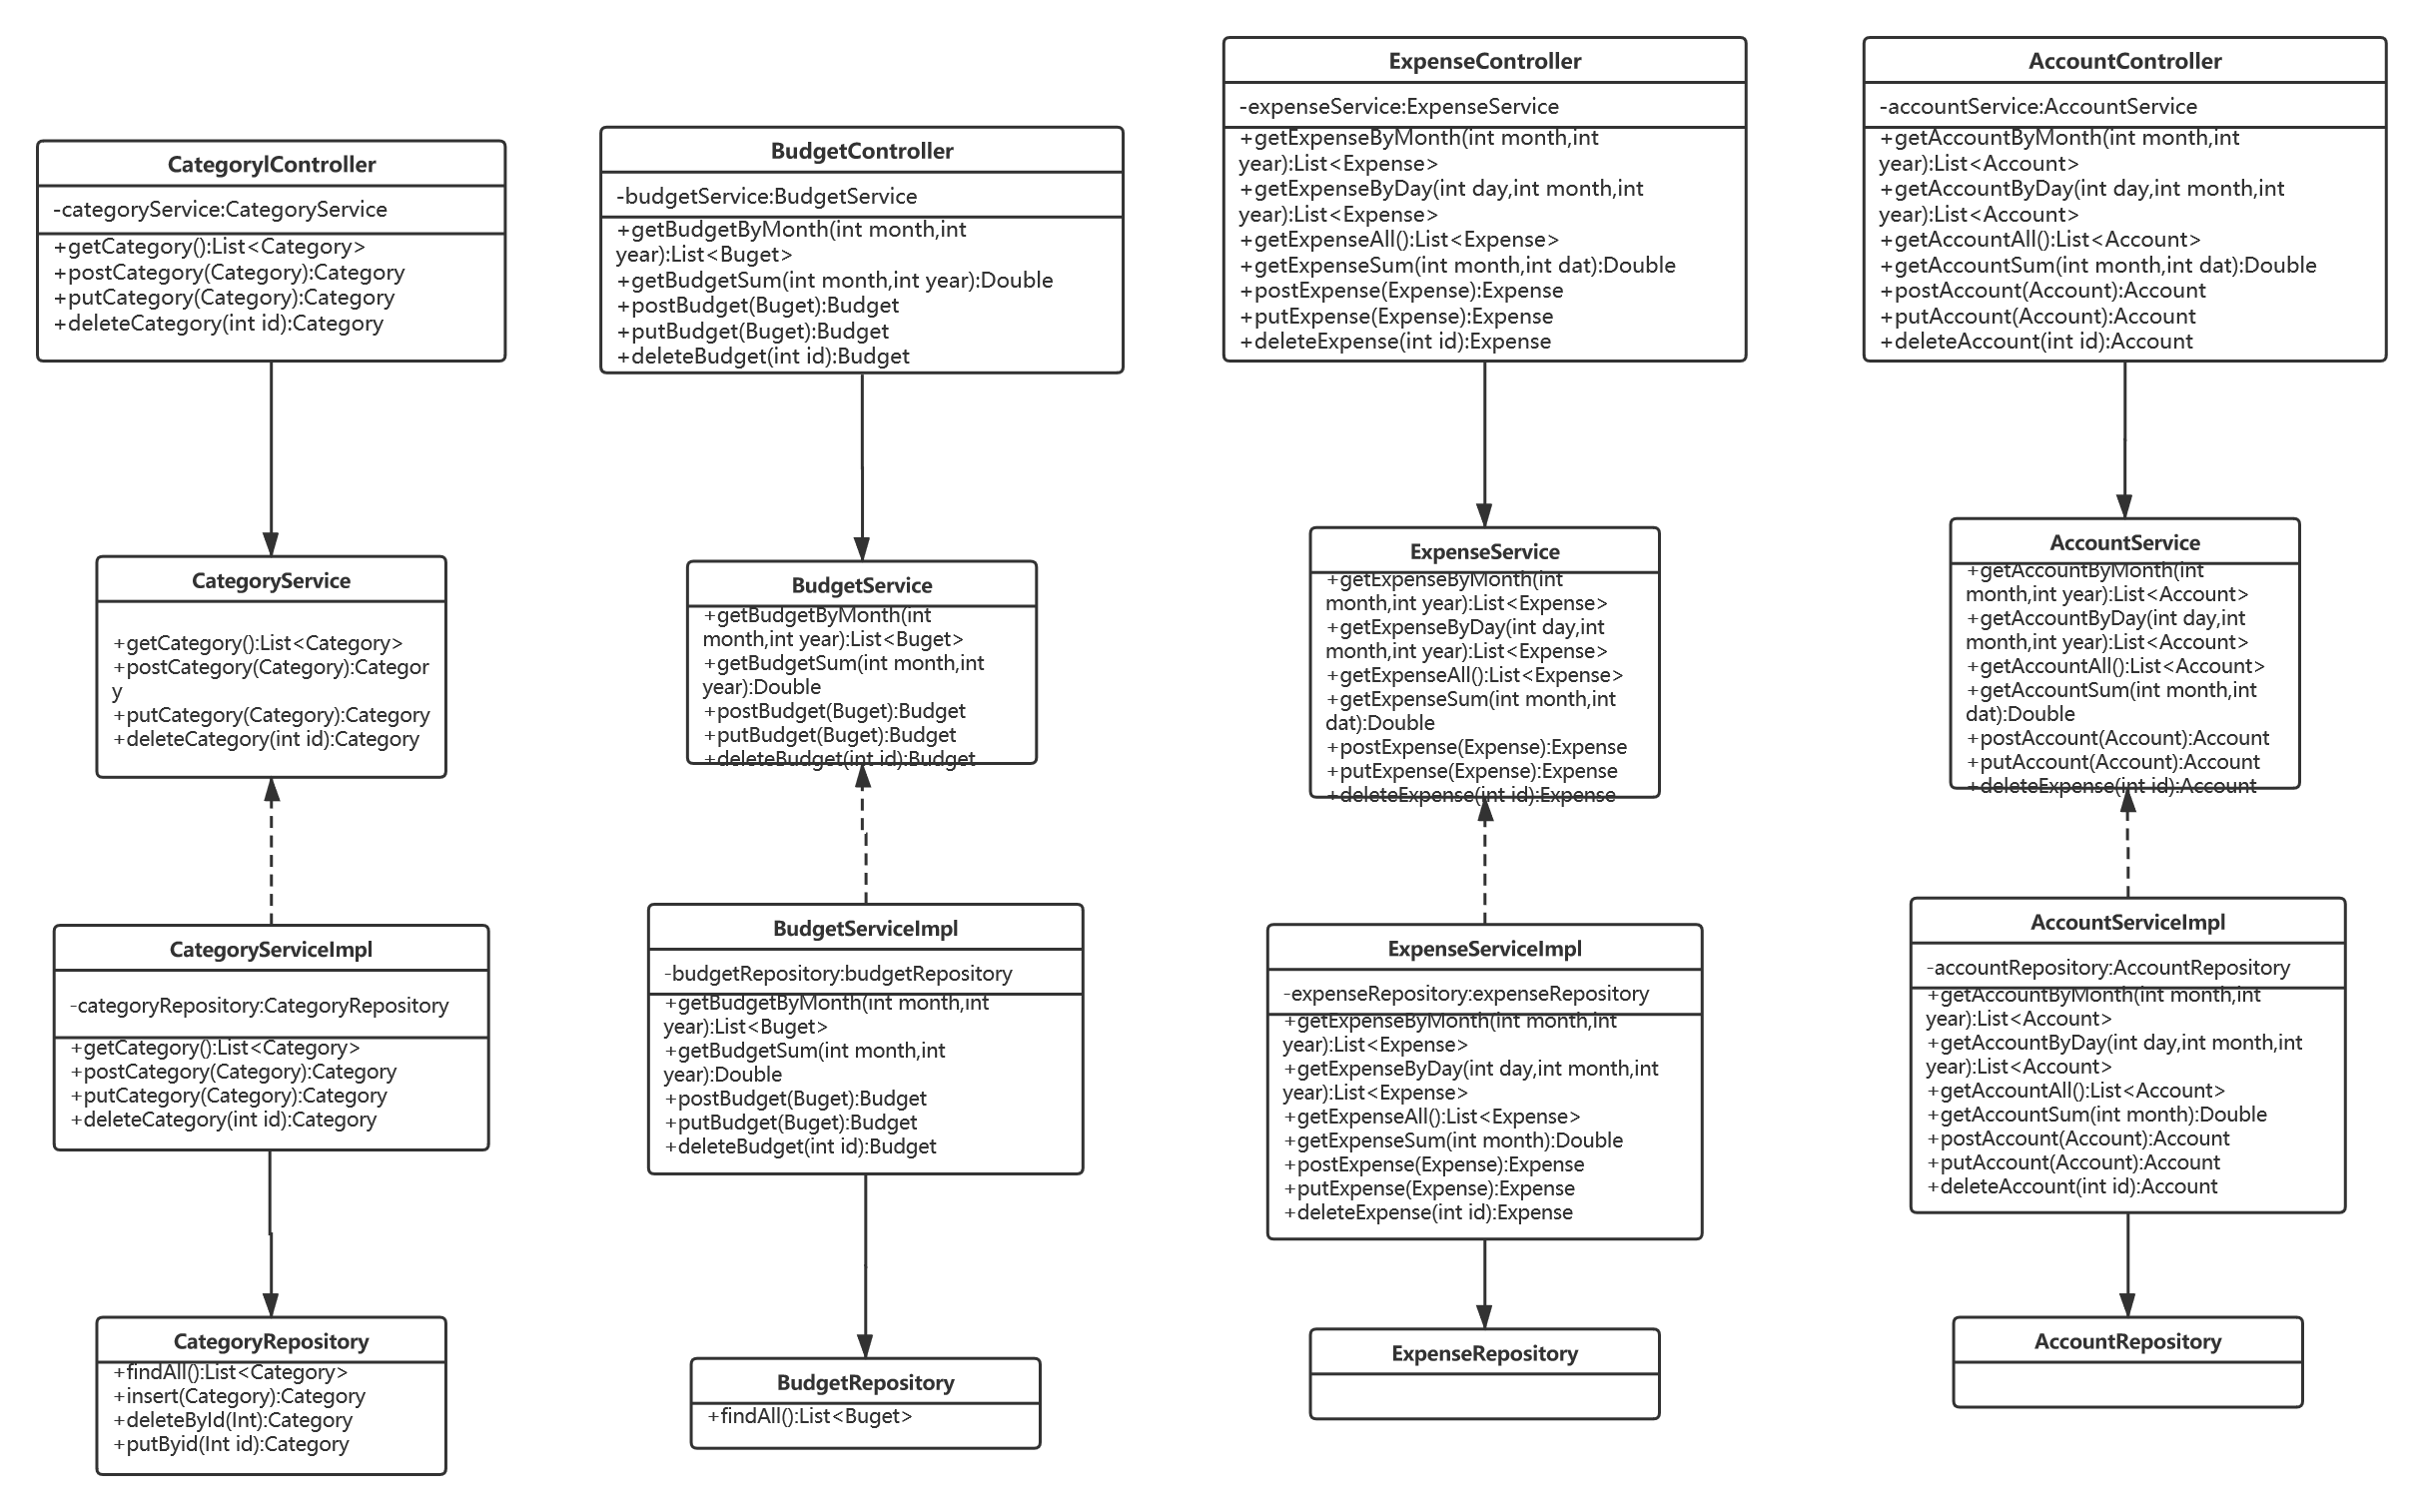 CategorylController
-categoryService:CategoryService
+getCategory():List<Category>
+postCategory(Category):Category
+putCategory(Category):Category
+deleteCategory(int id):Category
CategoryService
+getCategory():List<Category>
+postCategory(Category):Categor
y
+putCategory(Category):Category
+deleteCategory(int id):Category
CategoryServiceImpl
-categoryRepository:CategoryRepository
+getCategory():List<Category>
+postCategory(Category):Category
+putCategory(Category):Category
+deleteCategory(int id):Category
CategoryRepository
+findAll():List<Category>
+insert(Category):Category
+deleteById(Int):Category
+putByid(Int id):Category
BudgetController
-budgetService:BudgetService
+getBudgetByMonth(int month,int
year):List<Buget>
+getBudgetSum(int month,int year):Double
+postBudget(Buget):Budget
+putBudget(Buget):Budget
+deleteBudget(int id):Budget
BudgetService
+getBudgetByMonth(int
month,int year):List<Buget>
+getBudgetSum(int month,int
year):Double
+postBudget(Buget):Budget
+putBudget(Buget):Budget
+deleteBudget(int id):Budget
BudgetServiceImpl
-budgetRepository:budgetRepository
+getBudgetByMonth(int month,int
year):List<Buget>
+getBudgetSum(int month,int
year):Double
+postBudget(Buget):Budget
+putBudget(Buget):Budget
+deleteBudget(int id):Budget
BudgetRepository
+findAll():List<Buget>
ExpenseController
-expenseService:ExpenseService
+getExpenseByMonth(int month,int
year):List<Expense>
+getExpenseByDay(int day,int month,int
year):List<Expense>
+getExpenseAll():List<Expense>
+getExpenseSum(int month,int dat):Double
+postExpense(Expense):Expense
+putExpense(Expense):Expense
+deleteExpense(int id):Expense
ExpenseService
+getExpenseByMonth(int
month,int year):List<Expense>
+getExpenseByDay(int day,int
month,int year):List<Expense>
+getExpenseAll():List<Expense>
+getExpenseSum(int month,int
dat):Double
+postExpense(Expense):Expense
+putExpense(Expense):Expense
+deleteExpense(int id):Expense
ExpenseServiceImpl
-expenseRepository:expenseRepository
+getExpenseByMonth(int month,int
year):List<Expense>
+getExpenseByDay(int day,int month,int
year):List<Expense>
+getExpenseAll():List<Expense>
+getExpenseSum(int month):Double
+postExpense(Expense):Expense
+putExpense(Expense):Expense
+deleteExpense(int id):Expense
ExpenseRepository
AccountController
-accountService:AccountService
+getAccountByMonth(int month,int
year):List<Account>
+getAccountByDay(int day,int month,int
year):List<Account>
+getAccountAll():List<Account>
+getAccountSum(int month,int dat):Double
+postAccount(Account):Account
+putAccount(Account):Account
+deleteAccount(int id):Account
AccountService
+getAccountByMonth(int
month,int year):List<Account>
+getAccountByDay(int day,int
month,int year):List<Account>
+getAccountAll():List<Account>
+getAccountSum(int month,int
dat):Double
+postAccount(Account):Account
+putAccount(Account):Account
+deleteExpense(int id):Account
AccountServiceImpl
-accountRepository:AccountRepository
+getAccountByMonth(int month,int
year):List<Account>
+getAccountByDay(int day,int month,int
year):List<Account>
+getAccountAll():List<Account>
+getAccountSum(int month):Double
+postAccount(Account):Account
+putAccount(Account):Account
+deleteAccount(int id):Account
AccountRepository